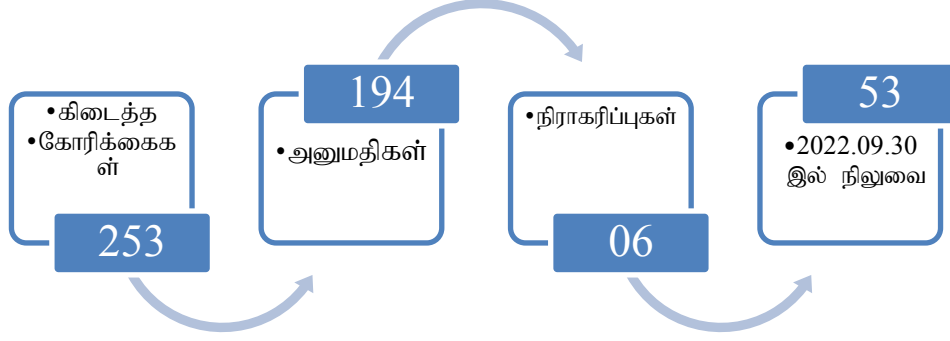 •கிடைத்த
•கோரிக்கைக
ள்
253
194
•அனுமதிகள்
•நிராகரிப்புகள்
06
53
•2022.09.30
இல் நிலுவை